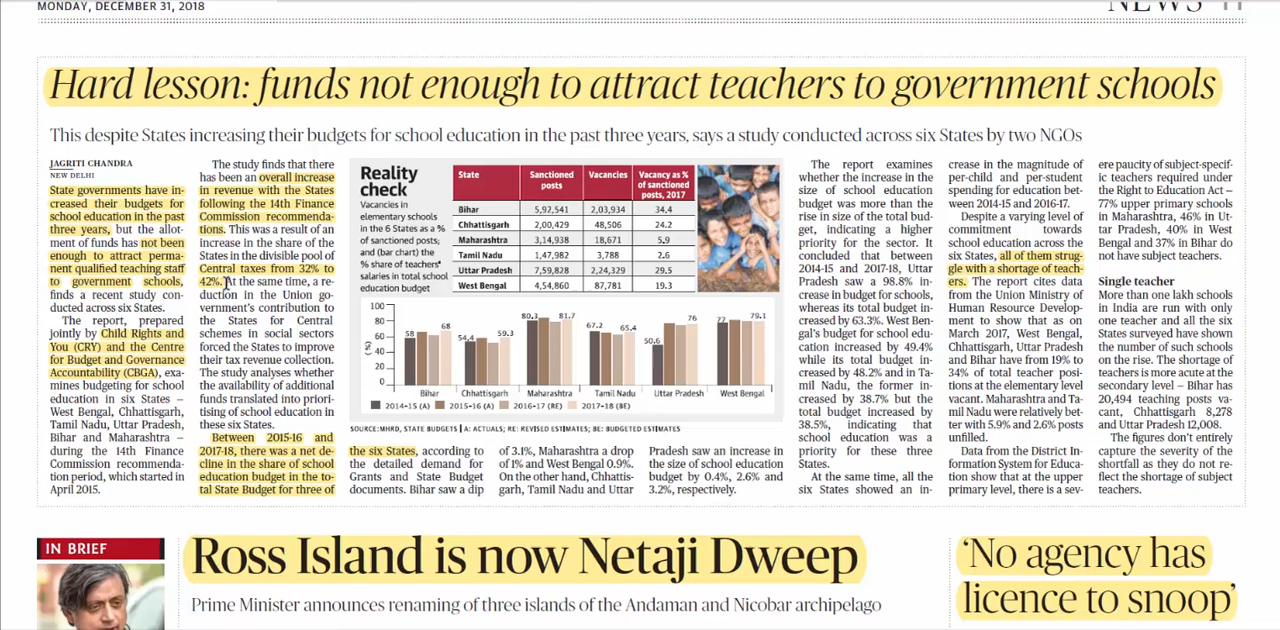 MONDAY, DECEMBER 31, 2018
NEWS 11
Hard lesson: funds not enough to attract teachers to government schools
This despite States increasing their budgets for school education in the past three years, says a study conducted across six States by two NGOs
JAGRITI CHANDRA
NEW DELHI
State governments have in-
creased their budgets for
school education in the past
three years, but the allot-
ment of funds has not been
enough to attract perma-
nent qualified teaching staff
to government schools,
finds a recent study con-
ducted across six States.
The report, prepared
jointly by Child Rights and
You (CRY) and the Centre
for Budget and Governance
Accountability (CBGA), exa-
mines budgeting for school
education in six States –
West Bengal, Chhattisgarh,
Tamil Nadu, Uttar Pradesh,
Bihar and Maharashtra –
during the 14th Finance
Commission recommenda-
tion period, which started in
April 2015.
The study finds that there
has been an overall increase
in revenue with the States
following the 14th Finance
Commission recommenda-
tions. This was a result of an
increase in the share of the
States in the divisible pool of
Central taxes from 32% to
42%. At the same time, a re-
duction in the Union go-
vernment's contribution to
the States for Central
schemes in social sectors
forced the States to improve
their tax revenue collection.
The study analyses whether
the availability of additional
funds translated into priori-
tising of school education in
these six States.
Between 2015-16 and
2017-18, there was a net de-
cline in the share of school
education budget in the to-
tal State Budget for three of
Reality
check
Vacancies in
elementary schools
in the 6 States as a %
of sanctioned posts;
and (bar chart) the
% share of teachers'
salaries in total school
education budget
State Sanctioned posts Vacancies Vacancy as % of sanctioned posts, 2017
Bihar 5,92,541 2,03,934 34.4
Chhattisgarh 2,00,429 48,506 24.2
Maharashtra 3,14,938 18,671 5.9
Tamil Nadu 1,47,982 3,788 2.6
Uttar Pradesh 7,59,828 2,24,329 29.5
West Bengal 4,54,860 87,781 19.3
100
80
60
40
20
0
(%)
58 68 54.4 59.3 80.3 81.7 67.2 65.4 50.6 76 77 79.1
Bihar Chhattisgarh Maharashtra Tamil Nadu Uttar Pradesh West Bengal
2014-15 (A) 2015-16 (A) 2016-17 (RE) 2017-18 (BE)
SOURCE:MHRD, STATE BUDGETS | A: ACTUALS; RE: REVISED ESTIMATES; BE: BUDGETED ESTIMATES
the six States, according to
the detailed demand for
Grants and State Budget
documents. Bihar saw a dip
of 3.1%, Maharashtra a drop
of 1% and West Bengal 0.9%.
On the other hand, Chhattis-
garh, Tamil Nadu and Uttar
Pradesh saw an increase in
the size of school education
budget by 0.4%, 2.6% and
3.2%, respectively.
The report examines
whether the increase in the
size of school education
budget was more than the
rise in size of the total bud-
get, indicating a higher
priority for the sector. It
concluded that between
2014-15 and 2017-18, Uttar
Pradesh saw a 98.8% in-
crease in budget for schools,
whereas its total budget in-
creased by 63.3%. West Ben-
gal's budget for school edu-
cation increased by 49.4%
while its total budget in-
creased by 48.2% and in Ta-
mil Nadu, the former in-
creased by 38.7% but the
total budget increased by
38.5%, indicating that
school education was a
priority for these three
States.
At the same time, all the
six States showed an in-
crease in the magnitude of
per-child and per-student
spending for education bet-
ween 2014-15 and 2016-17.
Despite a varying level of
commitment towards
school education across the
six States, all of them strug-
gle with a shortage of teach-
ers. The report cites data
from the Union Ministry of
Human Resource Develop-
ment to show that as on
March 2017, West Bengal,
Chhattisgarh, Uttar Pradesh
and Bihar have from 19% to
34% of total teacher posi-
tions at the elementary level
vacant. Maharashtra and Ta-
mil Nadu were relatively bet-
ter with 5.9% and 2.6% posts
unfilled.
Data from the District In-
formation System for Educa-
tion show that at the upper
primary level, there is a sev-
ere paucity of subject-specif-
ic teachers required under
the Right to Education Act –
77% upper primary schools
in Maharashtra, 46% in Ut-
tar Pradesh, 40% in West
Bengal and 37% in Bihar do
not have subject teachers.
Single teacher
More than one lakh schools
in India are run with only
one teacher and all the six
States surveyed have shown
the number of such schools
on the rise. The shortage of
teachers is more acute at the
secondary level – Bihar has
20,494 teaching posts va-
cant, Chhattisgarh 8,278
and Uttar Pradesh 12,008.
The figures don't entirely
capture the severity of the
shortfall as they do not re-
flect the shortage of subject
teachers.
IN BRIEF
Ross Island is now Netaji Dweep
Prime Minister announces renaming of three islands of the Andaman and Nicobar archipelago
'No agency has
licence to snoop'